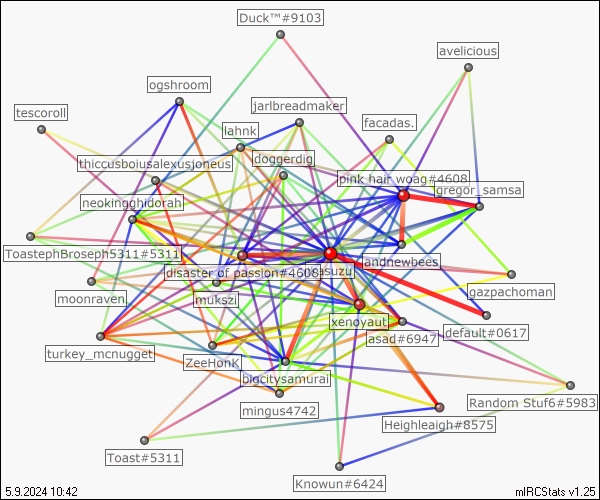 Duck™#9103
avelicious
ogshroom
jarlbreadmaker
tescoroll
facadas.
lahnk
doggerdig
thiccusboiusalexusjoneus
pink hair woag#4608
gregor_samsa
neokingghidorah
ToastephBroseph5311#5311
andnewbees
disaster of passion#4608
asuzu
gazpachoman
moonraven
mukszi
xenoyaut
default#0617
asad#6947
turkey_mcnugget
ZeeHonK
bigcitysamurai
mingus4742
Random Stuf6#5983
Heighleaigh#8575
Toast#5311
Knowun#6424
5.9.2024 10:42
mIRCStats v1.25